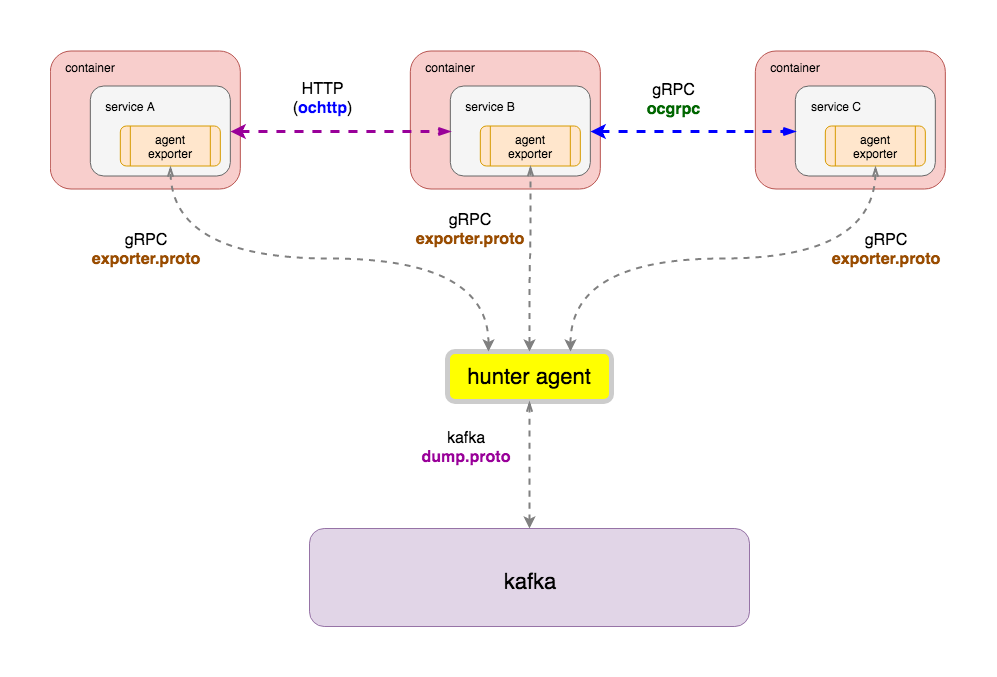 container
container
container
HTTP
(ochttp)
gRPC
ocgrpc
service A
service B
service C
agent
exporter
agent
exporter
agent
exporter
gRPC
exporter.proto
gRPC
exporter.proto
gRPC
exporter.proto
hunter agent
kafka
dump.proto
kafka